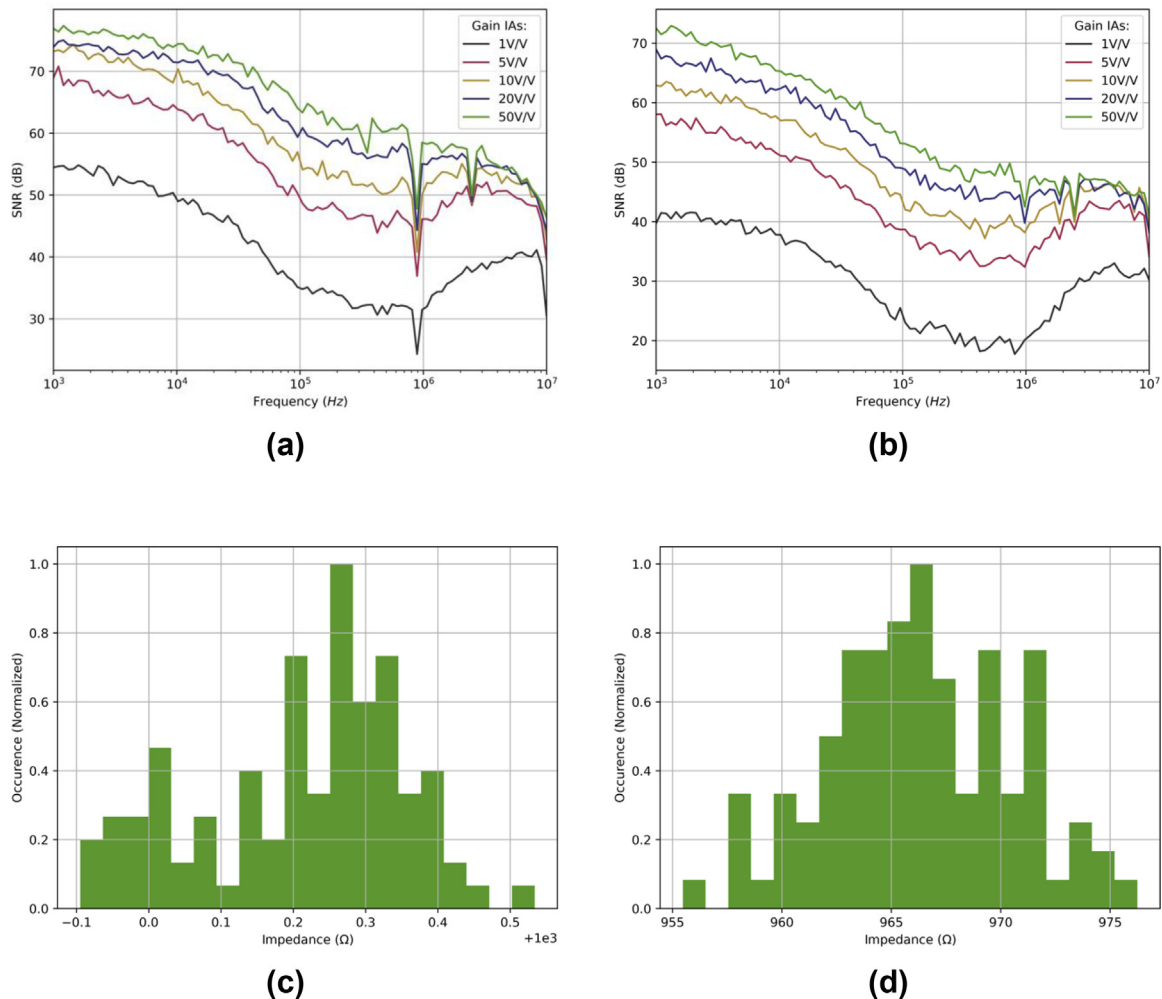 Gain IAs:
1V/V
5V/V
10V/V
20V/V
50V/V
70
60
50
40
30
SNR (dB)
10³ 10⁴ 10⁵ 10⁶ 10⁷
Frequency (Hz)
(a)
Gain IAs:
1V/V
5V/V
10V/V
20V/V
50V/V
70
60
50
40
30
20
SNR (dB)
10³ 10⁴ 10⁵ 10⁶ 10⁷
Frequency (Hz)
(b)
1.0
0.8
0.6
0.4
0.2
0.0
Occurence (Normalized)
−0.1 0.0 0.1 0.2 0.3 0.4 0.5
Impedance (Ω) +1e3
(c)
1.0
0.8
0.6
0.4
0.2
0.0
Occurence (Normalized)
955 960 965 970 975
Impedance (Ω)
(d)